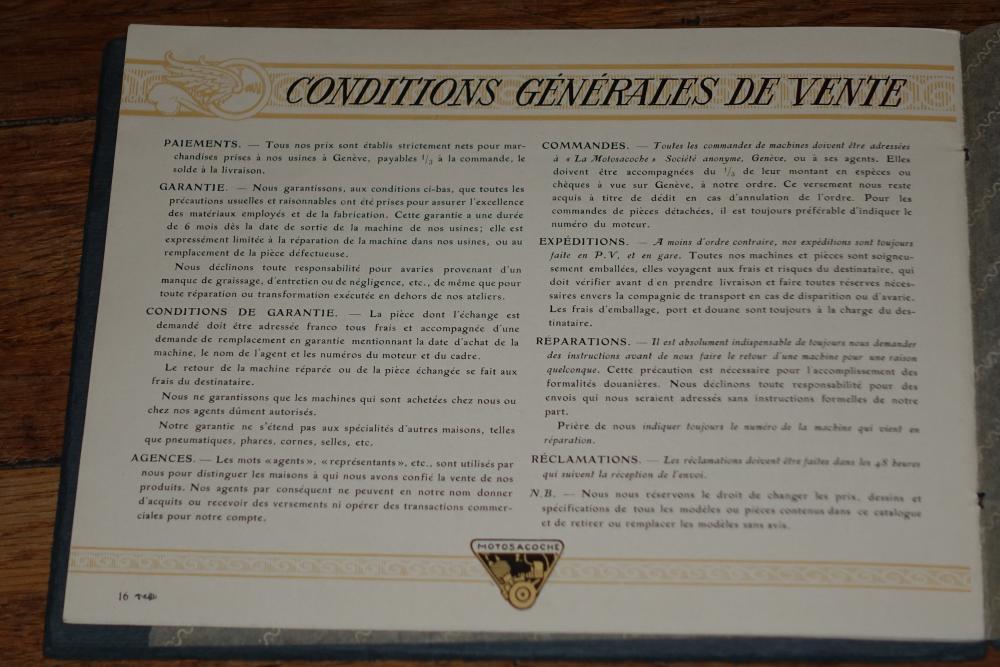 CONDITIONS GÉNÉRALES DE VENTE
PAIEMENTS. — Tous nos prix sont établis strictement nets pour mar-
chandises prises à nos usines à Genève, payables 1/3 à la commande, le
solde à la livraison.
GARANTIE. — Nous garantissons, aux conditions ci-bas, que toutes les
précautions usuelles et raisonnables ont été prises pour assurer l'excellence
des matériaux employés et de la fabrication. Cette garantie a une durée
de 6 mois dès la date de sortie de la machine de nos usines; elle est
expressément limitée à la réparation de la machine dans nos usines, ou au
remplacement de la pièce défectueuse.
Nous déclinons toute responsabilité pour avaries provenant d'un
manque de graissage, d'entretien ou de négligence, etc., de même que pour
toute réparation ou transformation exécutée en dehors de nos ateliers.
CONDITIONS DE GARANTIE. — La pièce dont l'échange est
demandé doit être adressée franco tous frais et accompagnée d'une
demande de remplacement en garantie mentionnant la date d'achat de la
machine, le nom de l'agent et les numéros du moteur et du cadre.
Le retour de la machine réparée ou de la pièce échangée se fait aux
frais du destinataire.
Nous ne garantissons que les machines qui sont achetées chez nous ou
chez nos agents dûment autorisés.
Notre garantie ne s'étend pas aux spécialités d'autres maisons, telles
que pneumatiques, phares, cornes, selles, etc.
AGENCES. — Les mots «agents», «représentants», etc., sont utilisés par
nous pour distinguer les maisons à qui nous avons confié la vente de nos
produits. Nos agents par conséquent ne peuvent en notre nom donner
d'acquits ou recevoir des versements ni opérer des transactions commer-
ciales pour notre compte.
COMMANDES. — Toutes les commandes de machines doivent être adressées
à « La Motosacoche » Société anonyme, Genève, ou à ses agents. Elles
doivent être accompagnées du 1/3 de leur montant en espèces ou
chèques à vue sur Genève, à notre ordre. Ce versement nous reste
acquis à titre de dédit en cas d'annulation de l'ordre. Pour les
commandes de pièces détachées, il est toujours préférable d'indiquer le
numéro du moteur.
EXPÉDITIONS. — A moins d'ordre contraire, nos expéditions sont toujours
faite en P.V. et en gare. Toutes nos machines et pièces sont soigneu-
sement emballées, elles voyagent aux frais et risques du destinataire, qui
doit vérifier avant d'en prendre livraison et faire toutes réserves néces-
saires envers la compagnie de transport en cas de disparition ou d'avarie.
Les frais d'emballage, port et douane sont toujours à la charge du des-
tinataire.
RÉPARATIONS. — Il est absolument indispensable de toujours nous demander
des instructions avant de nous faire le retour d'une machine pour une raison
quelconque. Cette précaution est nécessaire pour l'accomplissement des
formalités douanières. Nous déclinons toute responsabilité pour des
envois qui nous seraient adressés sans instructions formelles de notre
part.
Prière de nous indiquer toujours le numéro de la machine qui vient en
réparation.
RÉCLAMATIONS. — Les réclamations doivent être faites dans les 48 heures
qui suivent la réception de l'envoi.
N.B. — Nous nous réservons le droit de changer les prix, dessins et
spécifications de tous les modèles ou pièces contenus dans ce catalogue
et de retirer ou remplacer les modèles sans avis.
MOTOSACOCHE
16